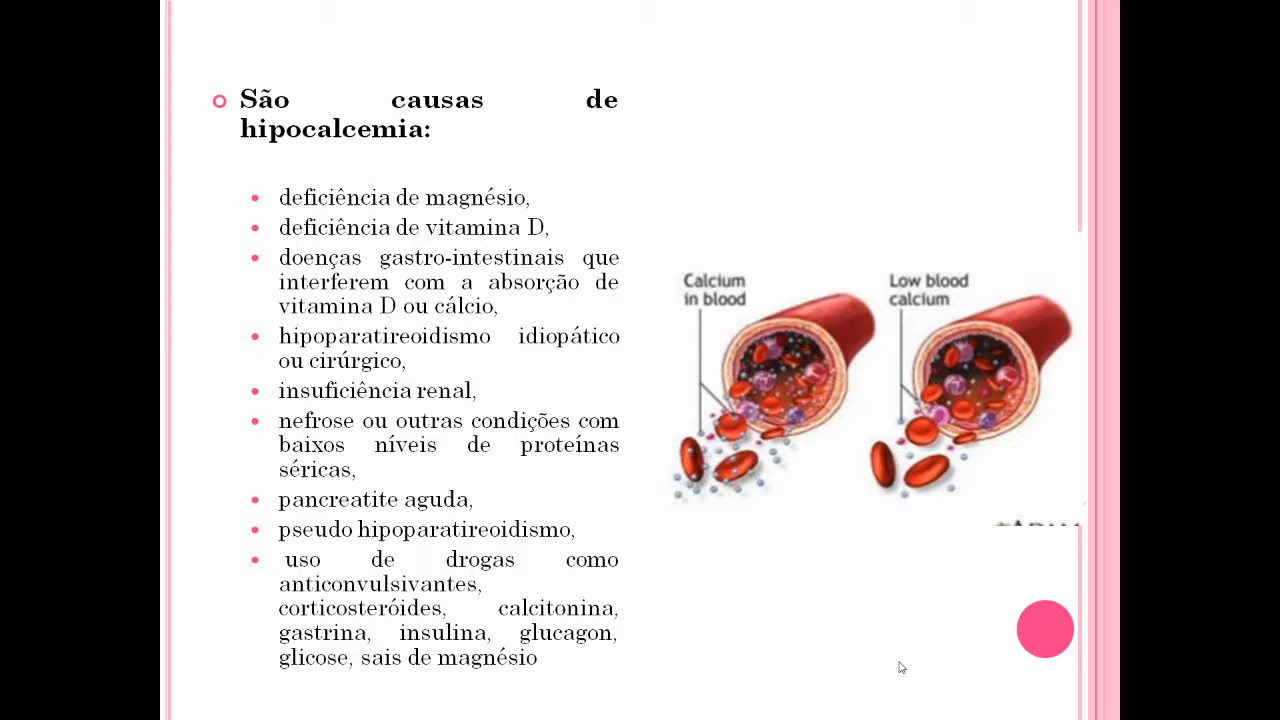 São causas de
hipocalcemia:
deficiência de magnésio,
deficiência de vitamina D,
doenças gastro-intestinais que
interferem com a absorção de
vitamina D ou cálcio,
hipoparatireoidismo idiopático
ou cirúrgico,
insuficiência renal,
nefrose ou outras condições com
baixos níveis de proteínas
séricas,
pancreatite aguda,
pseudo hipoparatireoidismo,
uso de drogas como
anticonvulsivantes,
corticosteróides, calcitonina,
gastrina, insulina, glucagon,
glicose, sais de magnésio
Calcium
in blood
Low blood
calcium